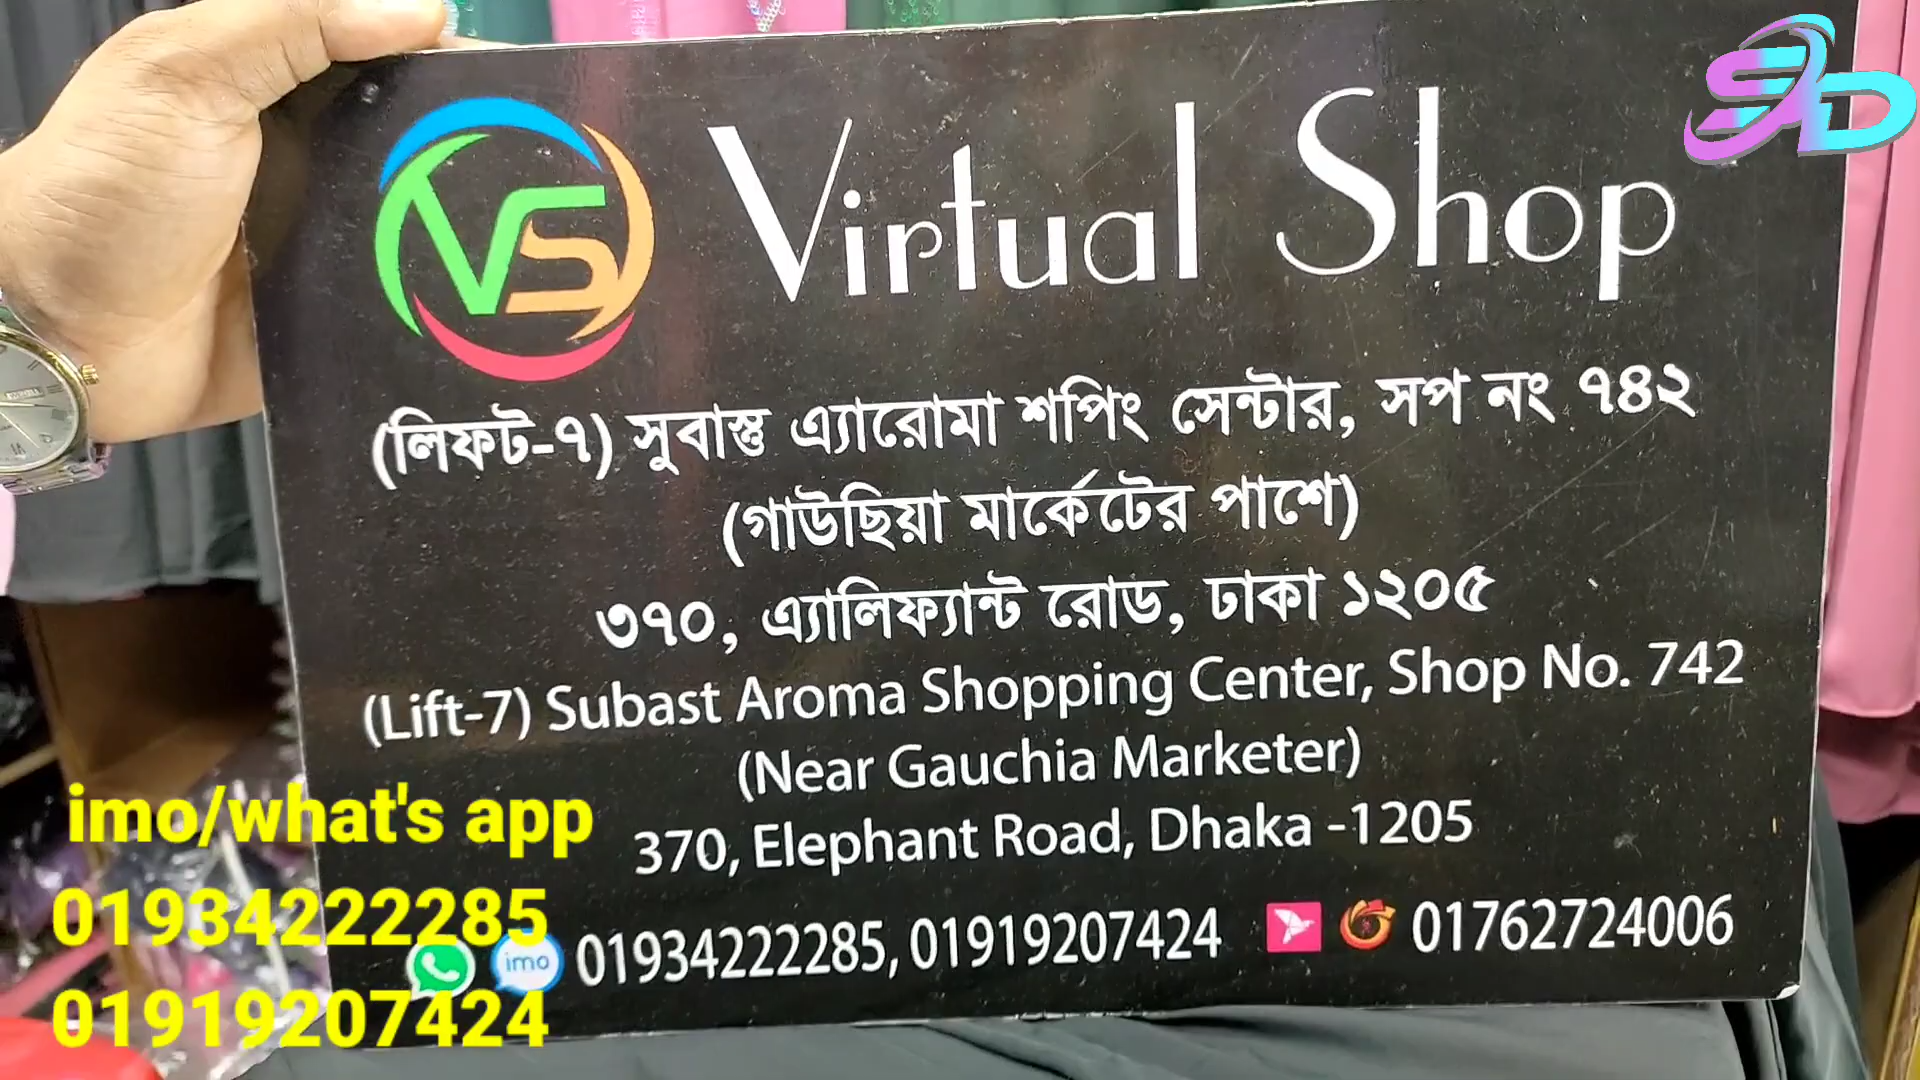 SD
VS
Virtual Shop
(লিফট-৭) সুবাস্তু এ্যারোমা শপিং সেন্টার, সপ নং ৭৪২
(গাউছিয়া মার্কেটের পাশে)
৩৭০, এ্যালিফ্যান্ট রোড, ঢাকা ১২০৫
(Lift-7) Subast Aroma Shopping Center, Shop No. 742
(Near Gauchia Marketer)
370, Elephant Road, Dhaka -1205
imo 01934222285, 01919207424 01762724006
imo/what's app
01934222285
01919207424